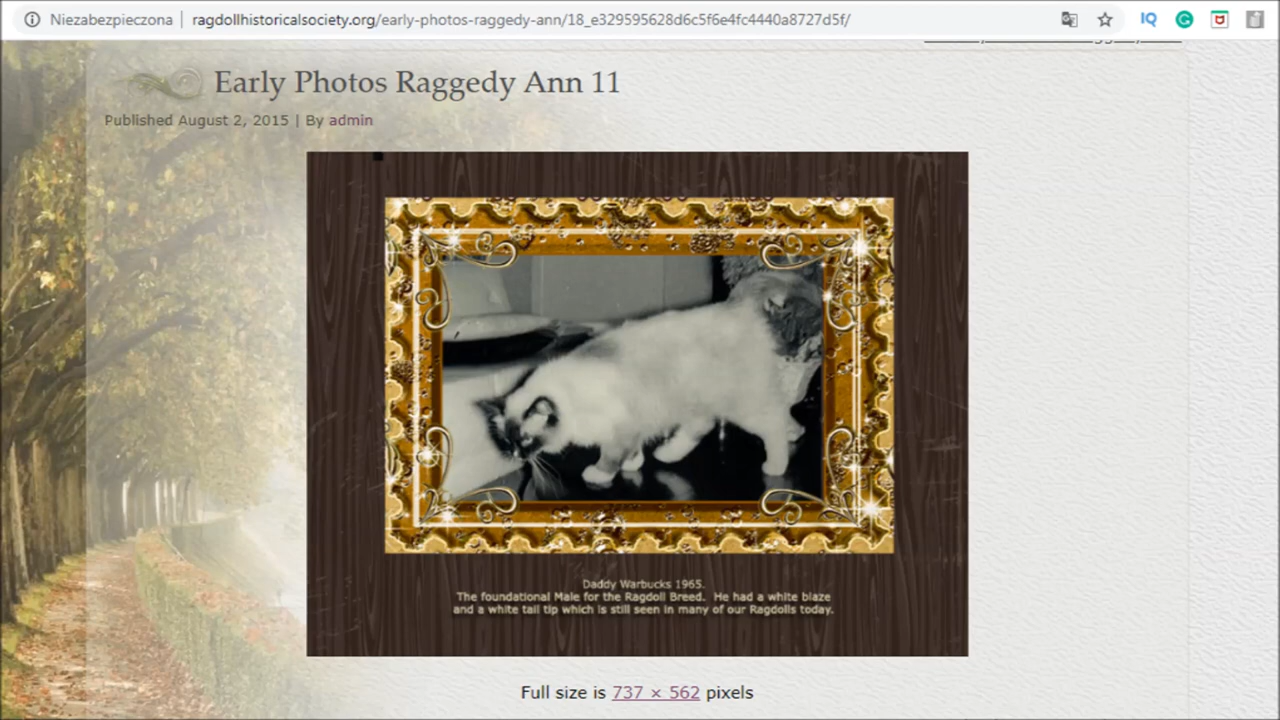 Niezabezpieczona | ragdollhistoricalsociety.org/early-photos-raggedy-ann/18_e329595628d6c5f6e4fc4440a8727d5f/
IQ
Early Photos Raggedy Ann 11
Published August 2, 2015 | By admin
Daddy Warbucks 1965.
The foundational Male for the Ragdoll Breed. He had a white blaze
and a white tail tip which is still seen in many of our Ragdolls today.
Full size is 737 × 562 pixels